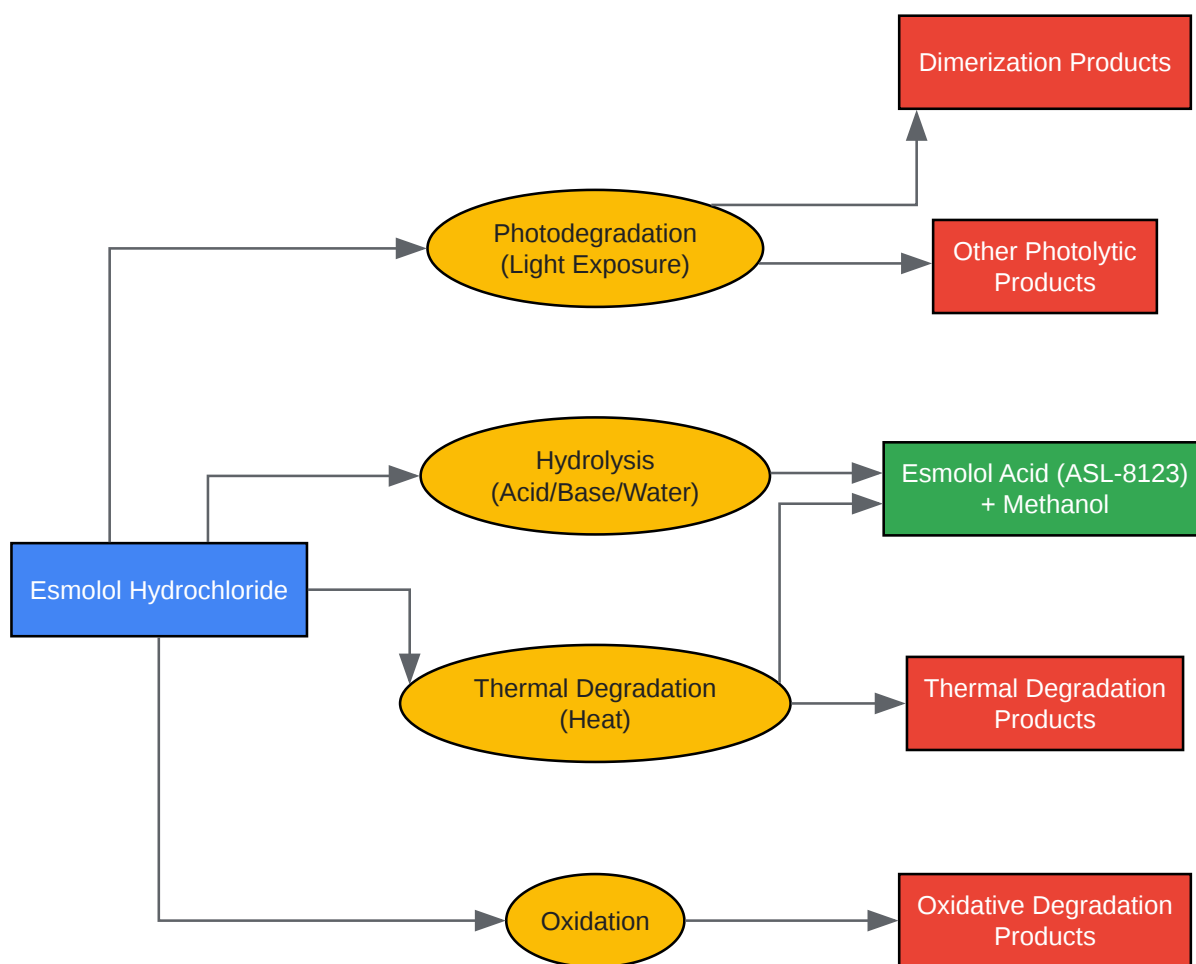 Dimerization Products
Photodegradation
(Light Exposure)
Other Photolytic
Products
Hydrolysis
(Acid/Base/Water)
Esmolol Acid (ASL-8123)
+ Methanol
Esmolol Hydrochloride
Thermal Degradation
(Heat)
Thermal Degradation
Products
Oxidation
Oxidative Degradation
Products